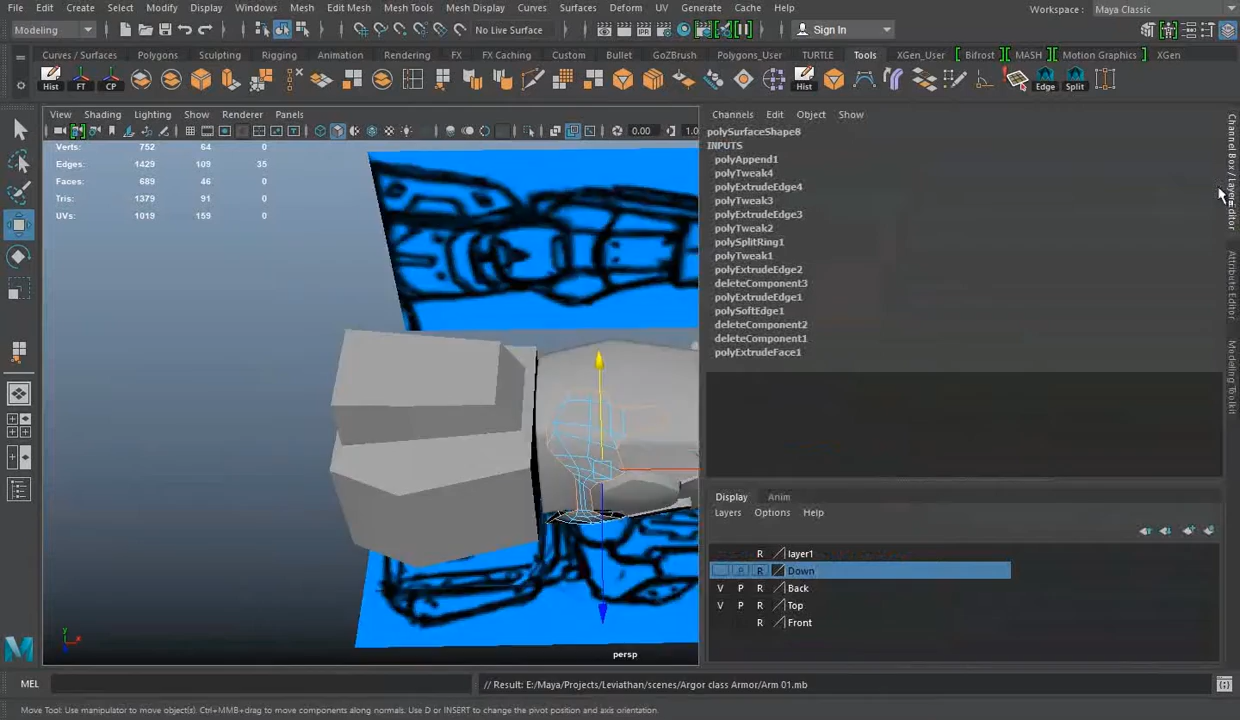 File Edit Create Select Modify Display Windows Mesh Edit Mesh Mesh Tools Mesh Display Curves Surfaces Deform UV Generate Cache Help
Workspace : Maya Classic
Modeling No Live Surface Sign In
Curves / Surfaces Polygons Sculpting Rigging Animation Rendering FX FX Caching Custom Bullet GoZBrush Polygons_User TURTLE Tools XGen_User Bifrost MASH Motion Graphics XGen
Hist FT CP Hist Edge Split
View Shading Lighting Show Renderer Panels
0.00
Verts: 752 64 0
Edges: 1429 109 35
Faces: 689 46 0
Tris: 1379 91 0
UVs: 1019 159 0
persp
Channels Edit Object Show
polySurfaceShape8
INPUTS
polyAppend1
polyTweak4
polyExtrudeEdge4
polyTweak3
polyExtrudeEdge3
polyTweak2
polySplitRing1
polyTweak1
polyExtrudeEdge2
deleteComponent3
polyExtrudeEdge1
polySoftEdge1
deleteComponent2
deleteComponent1
polyExtrudeFace1
Display Anim
Layers Options Help
R layer1
R Down
V P R Back
V P R Top
R Front
Channel Box / Layer Editor
Attribute Editor
Modeling Toolkit
MEL // Result: E:/Maya/Projects/Leviathan/scenes/Argor class Armor/Arm 01.mb
Move Tool: Use manipulator to move object(s). Ctrl+MMB+drag to move components along normals. Use D or INSERT to change the pivot position and axis orientation.